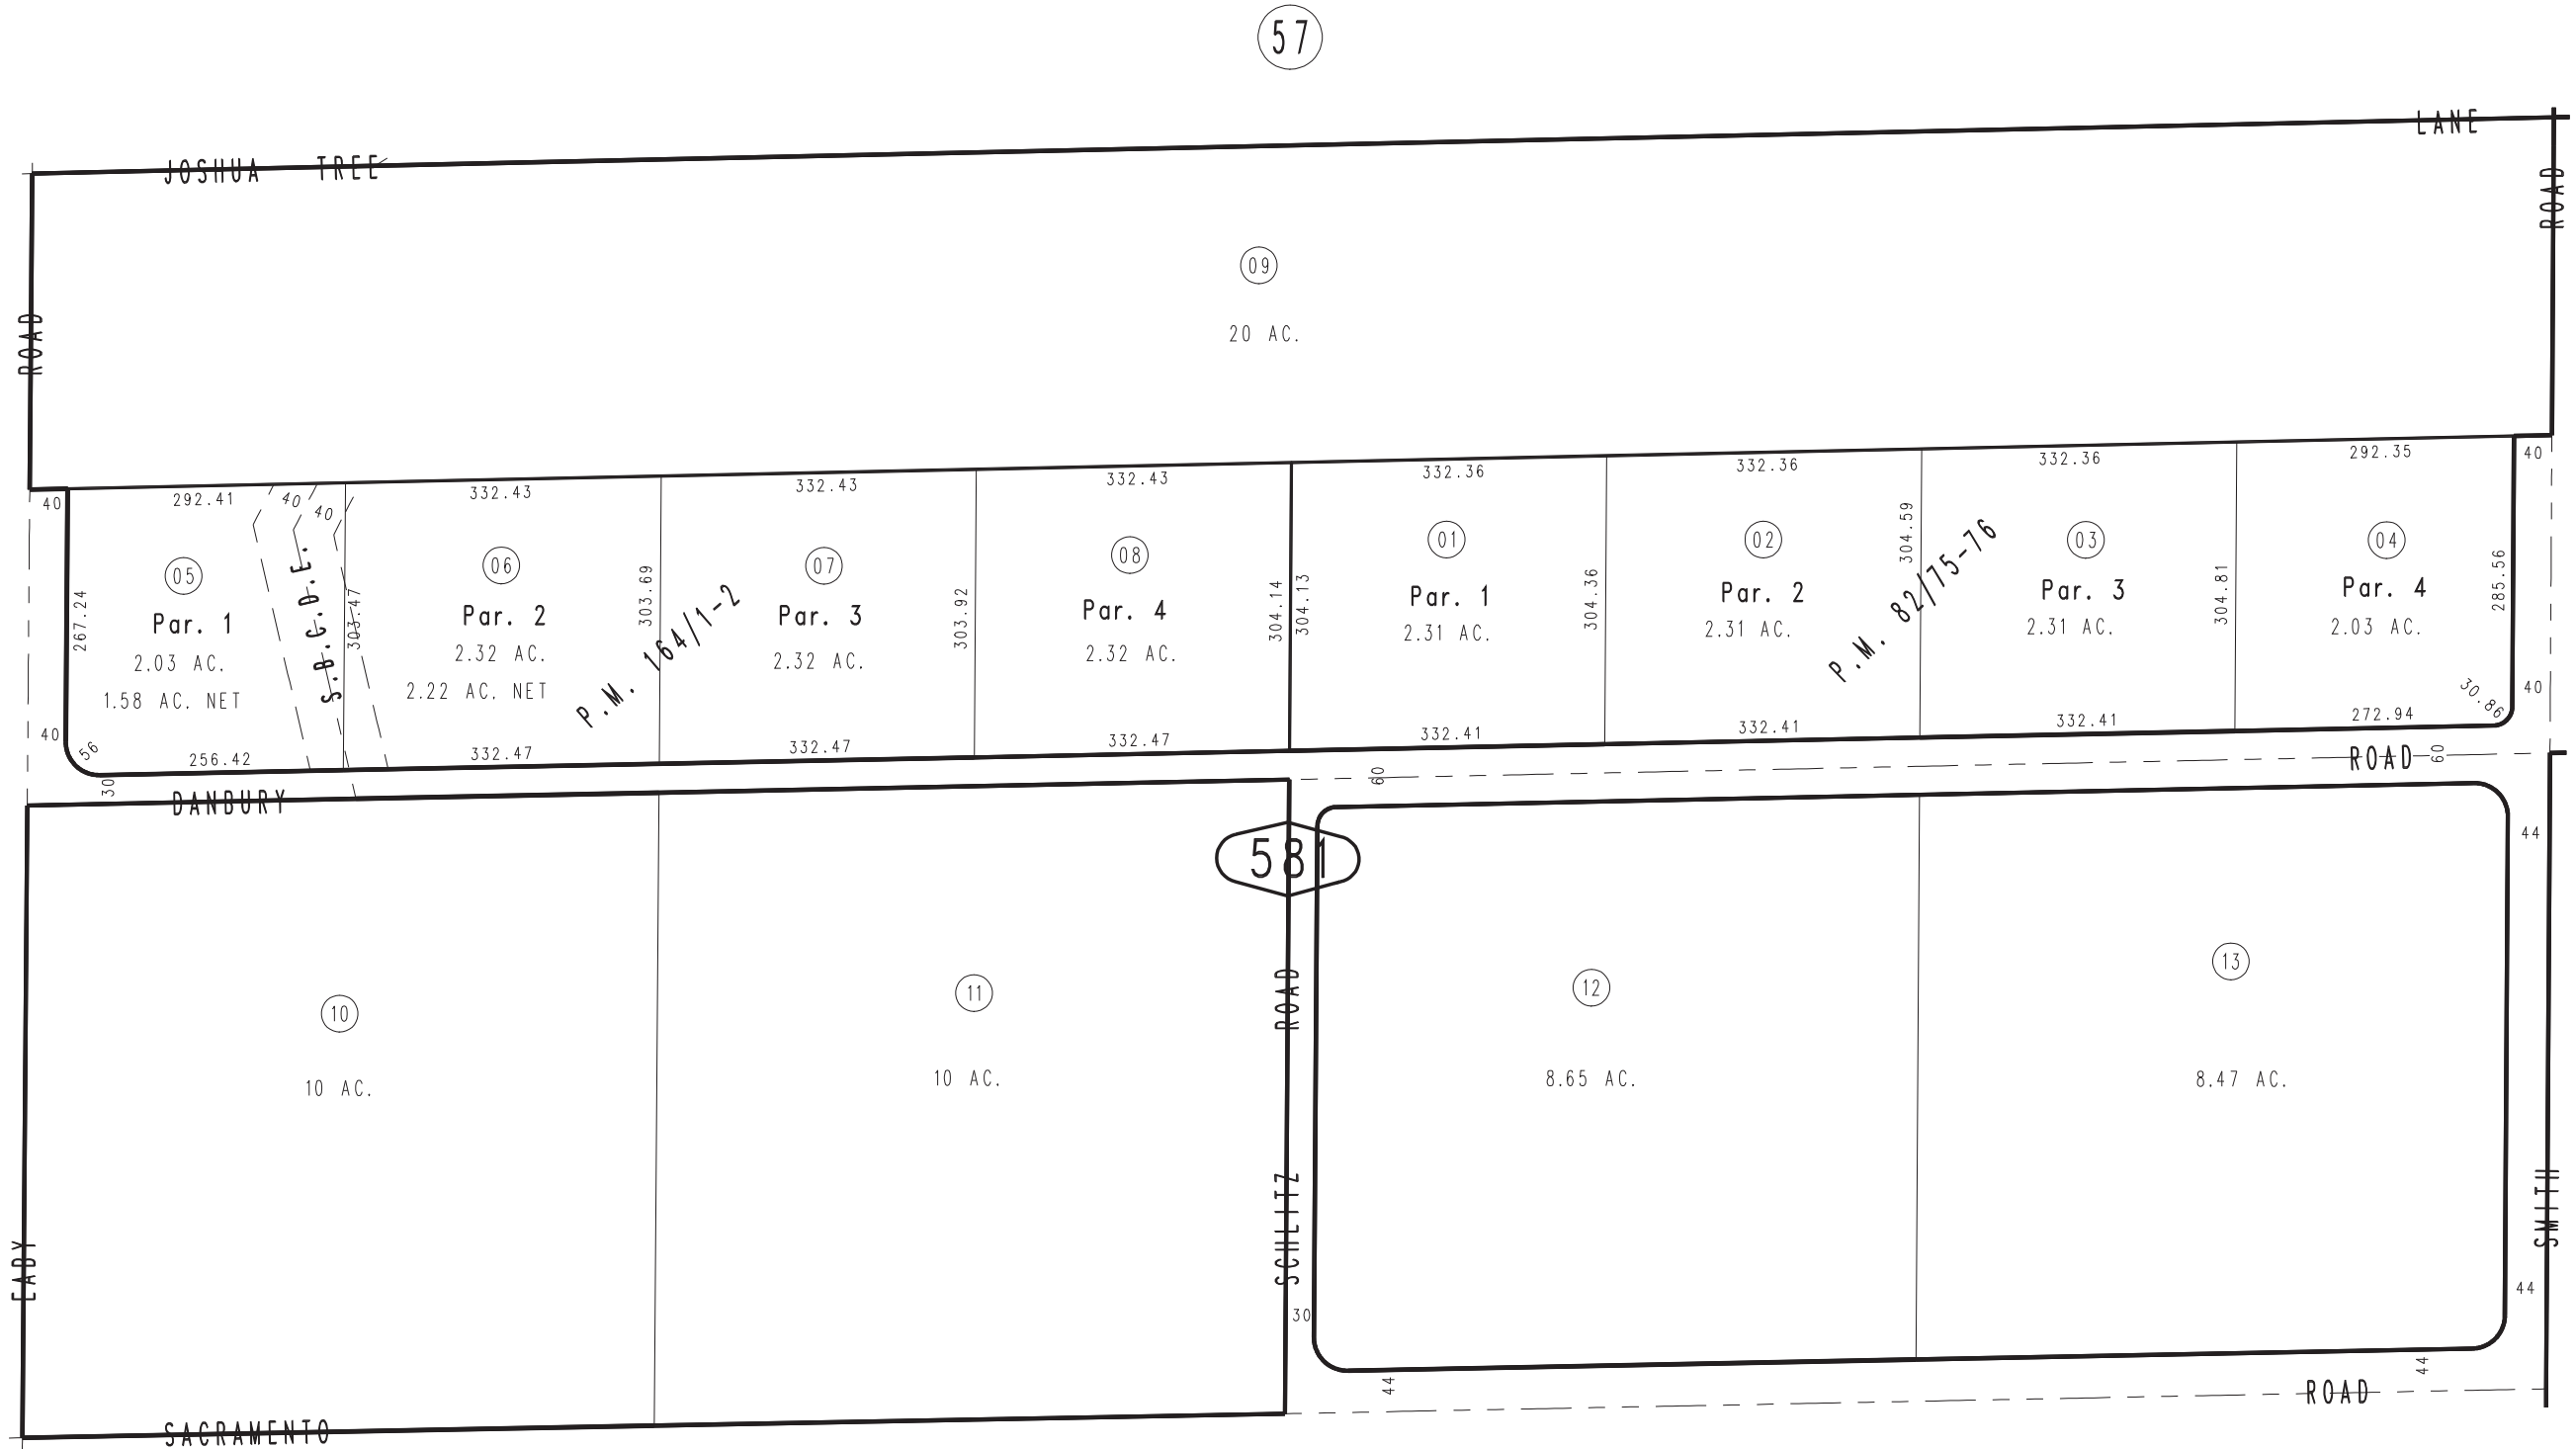 57
JOSHUA TREE LANE
ROAD
ROAD
09
20 AC.
40
292.41
40
40
332.43
332.43
332.43
332.36
332.36
332.36
292.35
40
05
Par. 1
2.03 AC.
1.58 AC. NET
267.24
S.B.C.D.E.
303.47
06
Par. 2
2.32 AC.
2.22 AC. NET
303.69
P.M. 164/1-2
07
Par. 3
2.32 AC.
303.92
08
Par. 4
2.32 AC.
304.14
304.13
01
Par. 1
2.31 AC.
304.36
02
Par. 2
2.31 AC.
304.59
P.M. 82/75-76
03
Par. 3
2.31 AC.
304.81
04
Par. 4
2.03 AC.
285.56
40
30.86
40
56
256.42
332.47
332.47
332.47
332.41
332.41
332.41
272.94
30
DANBURY ROAD
60
60
581
44
10
10 AC.
11
10 AC.
ROAD
12
8.65 AC.
13
8.47 AC.
EADY
SCHLITZ
SMITH
30
44
44
44
SACRAMENTO ROAD